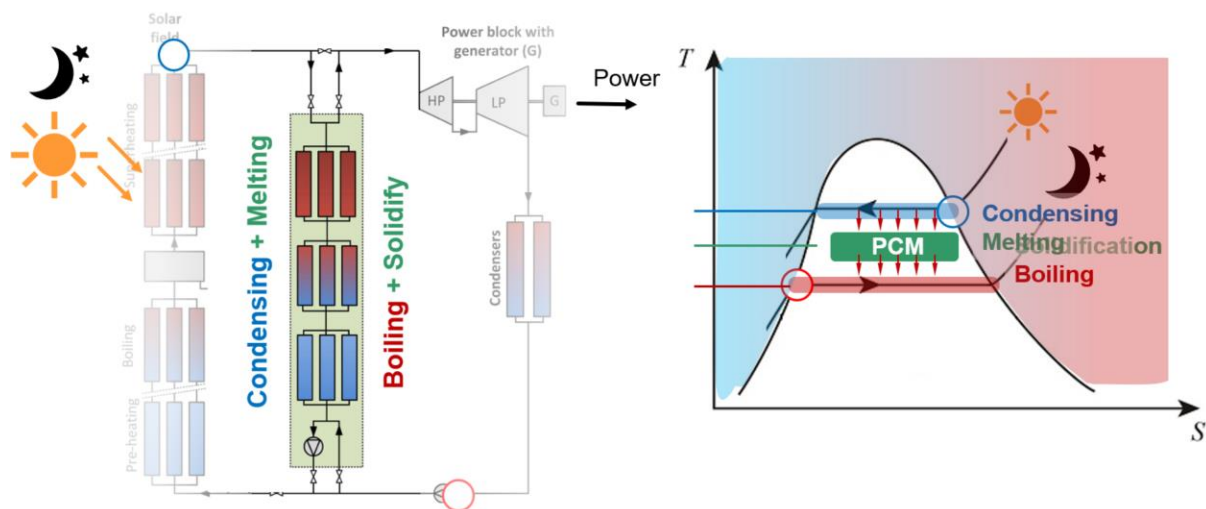 Solar
field
Power block with
generator (G)
Power
HP
LP
G
Superheating
Condensing + Melting
Boiling + Solidify
Condensers
Boiling
Pre-heating
T
Condensing
Melting
Solidification
Boiling
PCM
S